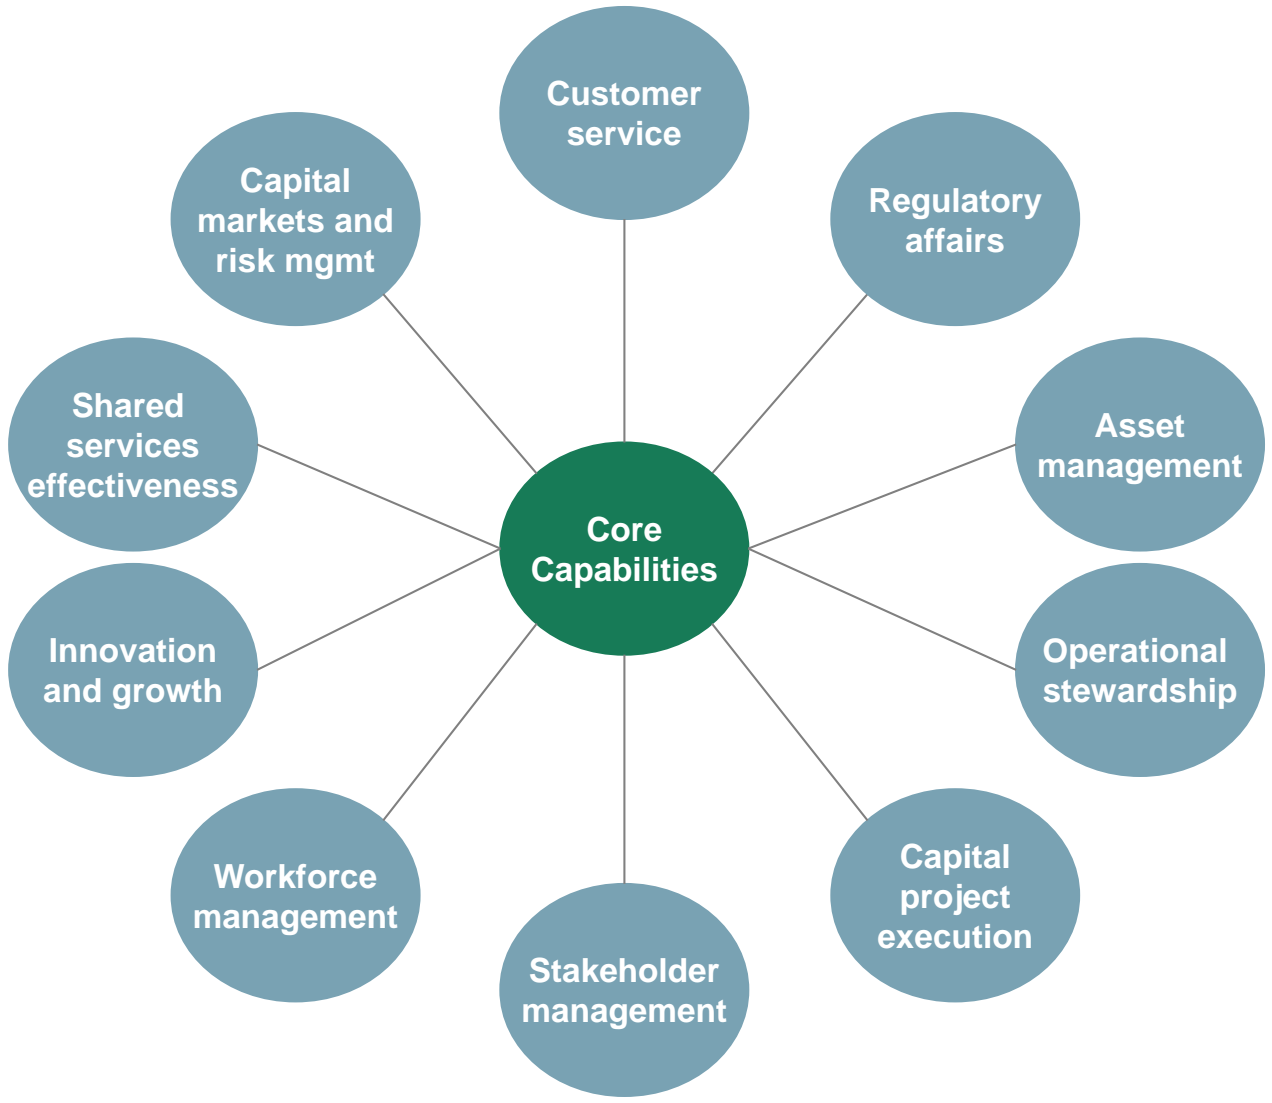 Customer
service
Regulatory
affairs
Asset
management
Operational
stewardship
Capital
project
execution
Stakeholder
management
Workforce
management
Innovation
and growth
Shared
services
effectiveness
Capital
markets and
risk mgmt
Core
Capabilities